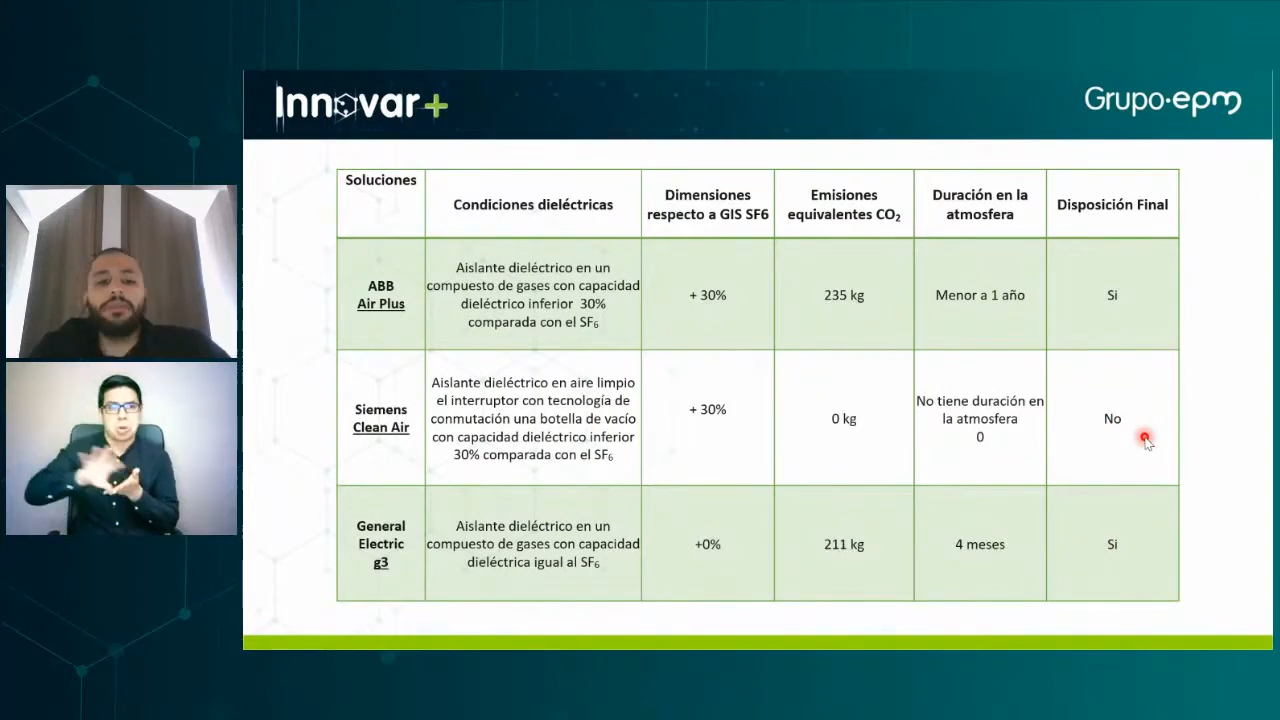 Innovar+
Grupo·epm
Soluciones
Condiciones dieléctricas
Dimensiones
respecto a GIS SF6
Emisiones
equivalentes CO₂
Duración en la
atmosfera
Disposición Final
ABB
Air Plus
Aislante dieléctrico en un
compuesto de gases con capacidad
dieléctrico inferior 30%
comparada con el SF₆
+ 30%
235 kg
Menor a 1 año
Si
Siemens
Clean Air
Aislante dieléctrico en aire limpio
el interruptor con tecnología de
conmutación una botella de vacío
con capacidad dieléctrico inferior
30% comparada con el SF₆
+ 30%
0 kg
No tiene duración en
la atmosfera
0
No
General
Electric
g3
Aislante dieléctrico en un
compuesto de gases con capacidad
dieléctrica igual al SF₆
+0%
211 kg
4 meses
Si